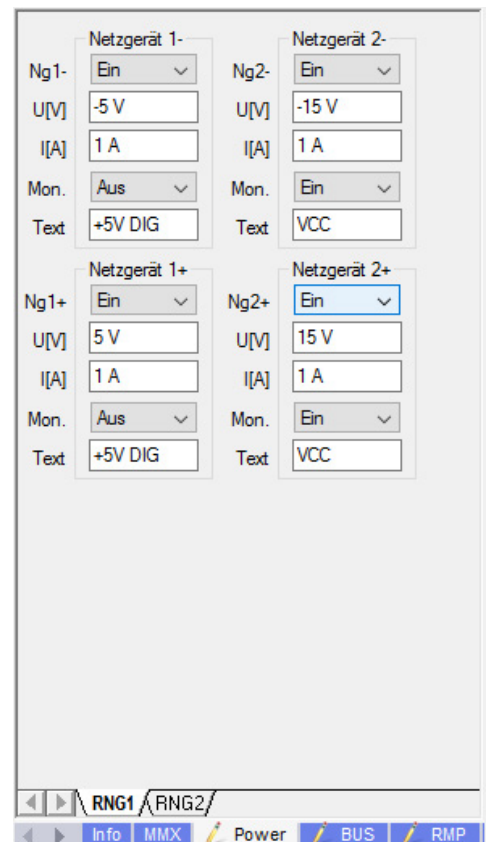 Netzgerät 1- Netzgerät 2-
Ng1- Ein Ng2- Ein
U[V] -5 V U[V] -15 V
I[A] 1 A I[A] 1 A
Mon. Aus Mon. Ein
Text +5V DIG Text VCC
Netzgerät 1+ Netzgerät 2+
Ng1+ Ein Ng2+ Ein
U[V] 5 V U[V] 15 V
I[A] 1 A I[A] 1 A
Mon. Aus Mon. Ein
Text +5V DIG Text VCC
RNG1 RNG2
Info MMX Power BUS RMP